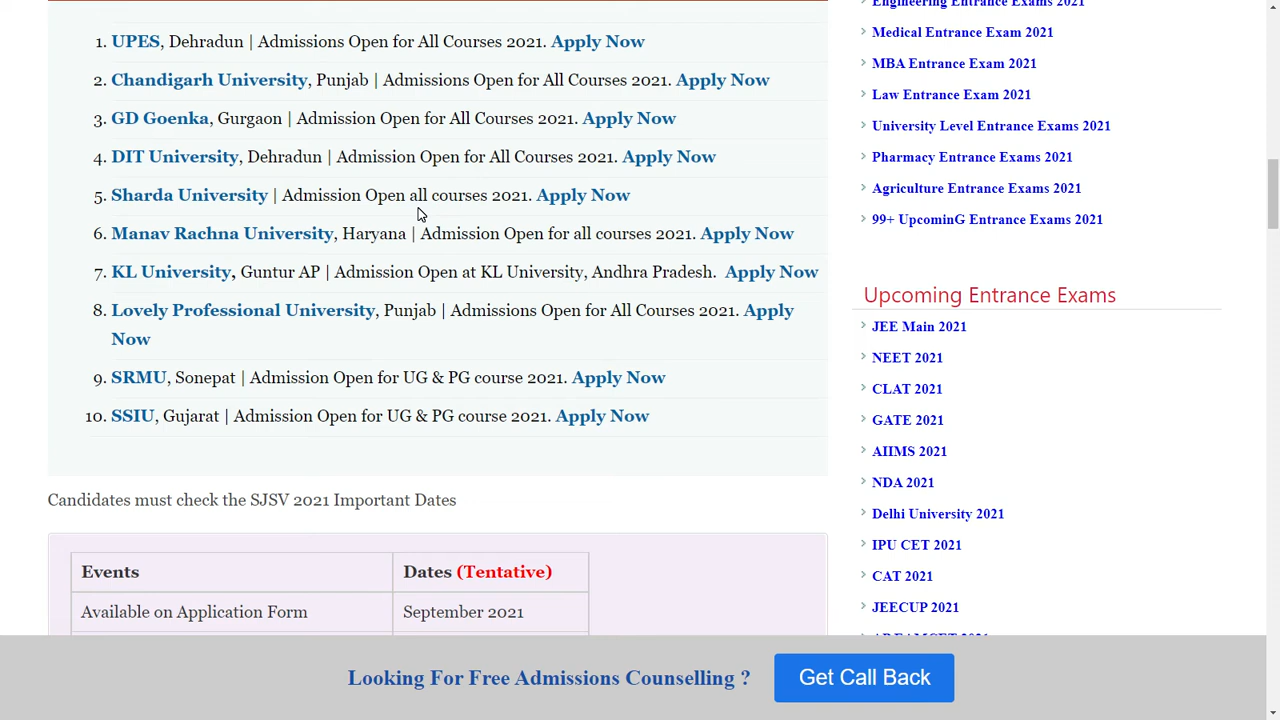 1. UPES, Dehradun | Admissions Open for All Courses 2021. Apply Now
2. Chandigarh University, Punjab | Admissions Open for All Courses 2021. Apply Now
3. GD Goenka, Gurgaon | Admission Open for All Courses 2021. Apply Now
4. DIT University, Dehradun | Admission Open for All Courses 2021. Apply Now
5. Sharda University | Admission Open all courses 2021. Apply Now
6. Manav Rachna University, Haryana | Admission Open for all courses 2021. Apply Now
7. KL University, Guntur AP | Admission Open at KL University, Andhra Pradesh. Apply Now
8. Lovely Professional University, Punjab | Admissions Open for All Courses 2021. Apply
Now
9. SRMU, Sonepat | Admission Open for UG & PG course 2021. Apply Now
10. SSIU, Gujarat | Admission Open for UG & PG course 2021. Apply Now
Candidates must check the SJSV 2021 Important Dates
Events Dates (Tentative)
Available on Application Form September 2021
Engineering Entrance Exams 2021
Medical Entrance Exam 2021
MBA Entrance Exam 2021
Law Entrance Exam 2021
University Level Entrance Exams 2021
Pharmacy Entrance Exams 2021
Agriculture Entrance Exams 2021
99+ UpcominG Entrance Exams 2021
Upcoming Entrance Exams
JEE Main 2021
NEET 2021
CLAT 2021
GATE 2021
AIIMS 2021
NDA 2021
Delhi University 2021
IPU CET 2021
CAT 2021
JEECUP 2021
Looking For Free Admissions Counselling ? Get Call Back